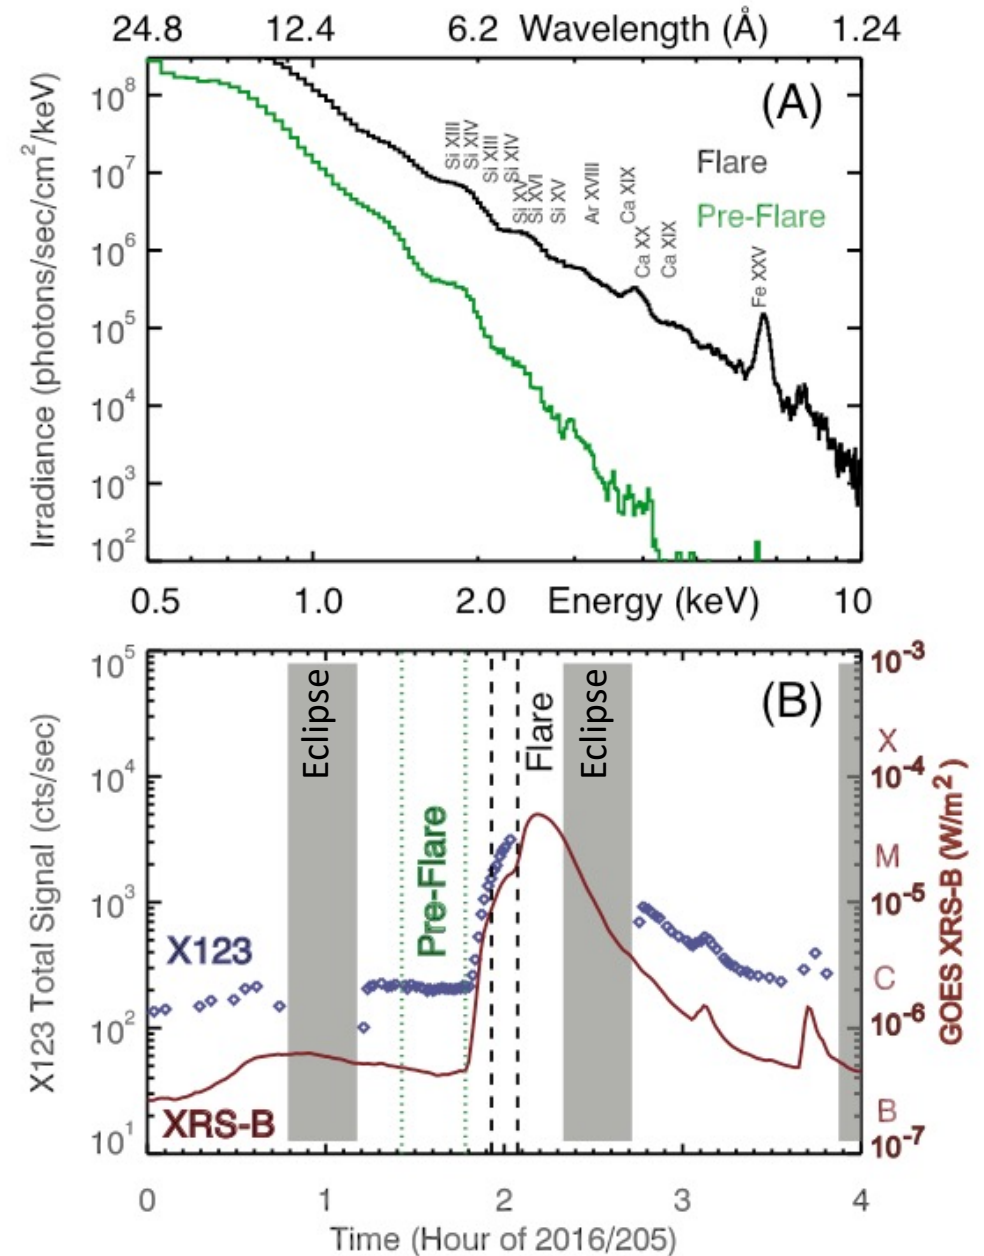 24.8 12.4 6.2 Wavelength (Å) 1.24
Irradiance (photons/sec/cm²/keV)
10⁸
10⁷
10⁶
10⁵
10⁴
10³
10²
(A)
Flare
Pre-Flare
Si XIII
Si XIV
Si XIII
Si XIV
Si XV
Si XVI
Si XV
Ar XVIII
Ca XIX
Ca XX
Ca XIX
Fe XXV
0.5 1.0 2.0 Energy (keV) 10
X123 Total Signal (cts/sec)
10⁵
10⁴
10³
10²
10¹
Eclipse
Pre-Flare
Flare
Eclipse
(B)
X123
XRS-B
10⁻³
X
10⁻⁴
M
10⁻⁵
C
10⁻⁶
B
10⁻⁷
GOES XRS-B (W/m²)
0 1 2 3 4
Time (Hour of 2016/205)